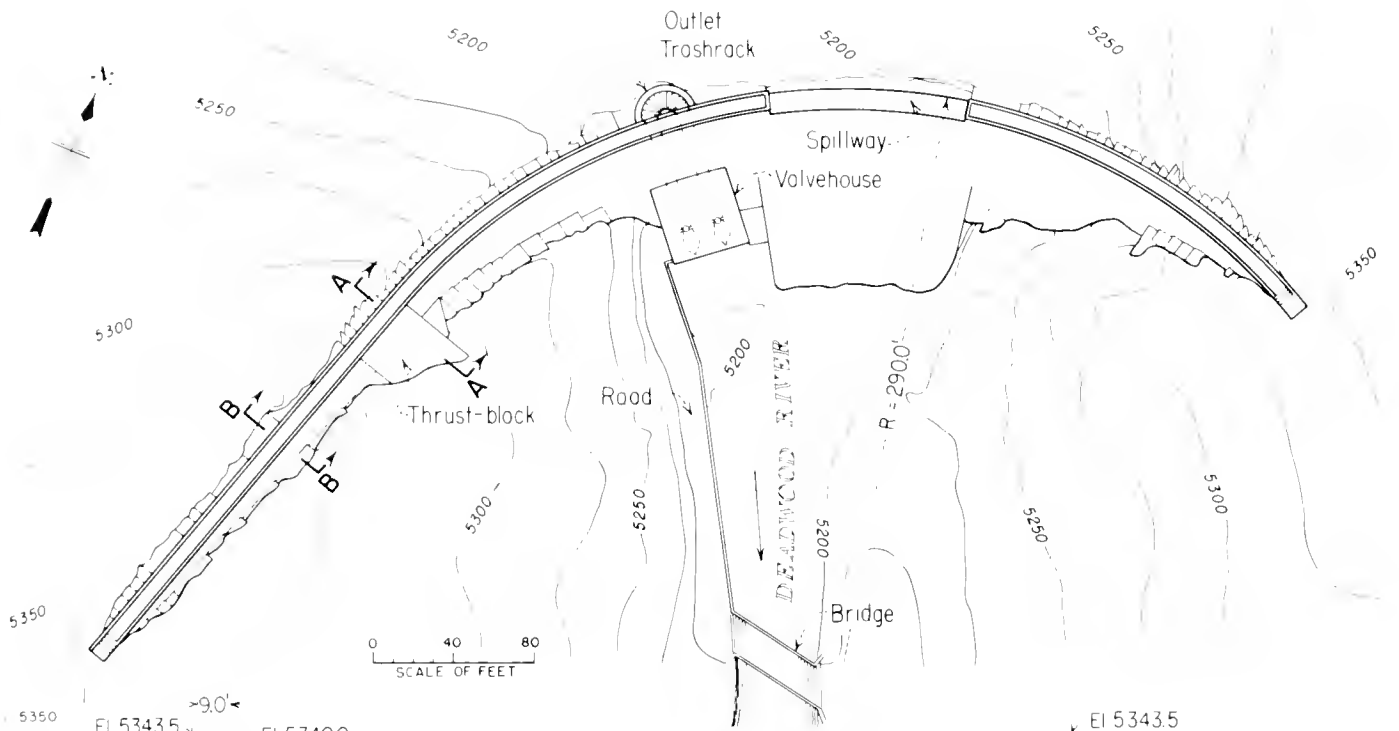 Outlet
Trashrack
5200
5200
5250
5250
Spillway
Valvehouse
5350
5300
A
A
B
B
Thrust-block
Road
5200
DEADWOOD RIVER
R = 290.0'
5300
5250
5200
5250
5300
Bridge
5350
0 40 80
SCALE OF FEET
9.0'
5350
El 5343.5
El 5343.5